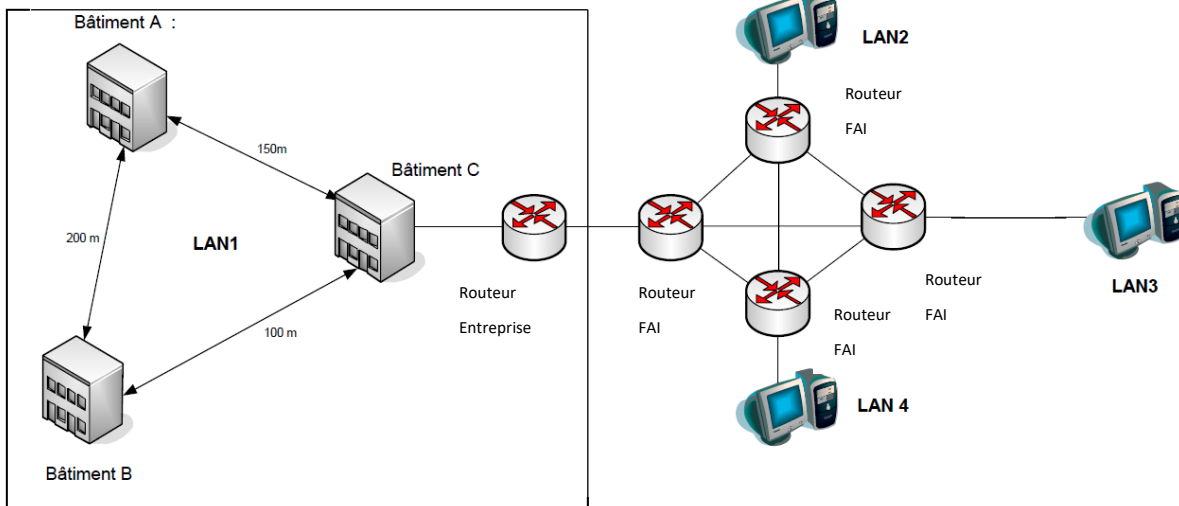 Bâtiment A :
LAN2
Routeur
FAI
150m
Bâtiment C
200 m
LAN1
LAN3
Routeur
Entreprise
Routeur
FAI
Routeur
FAI
Routeur
FAI
100 m
LAN 4
Bâtiment B